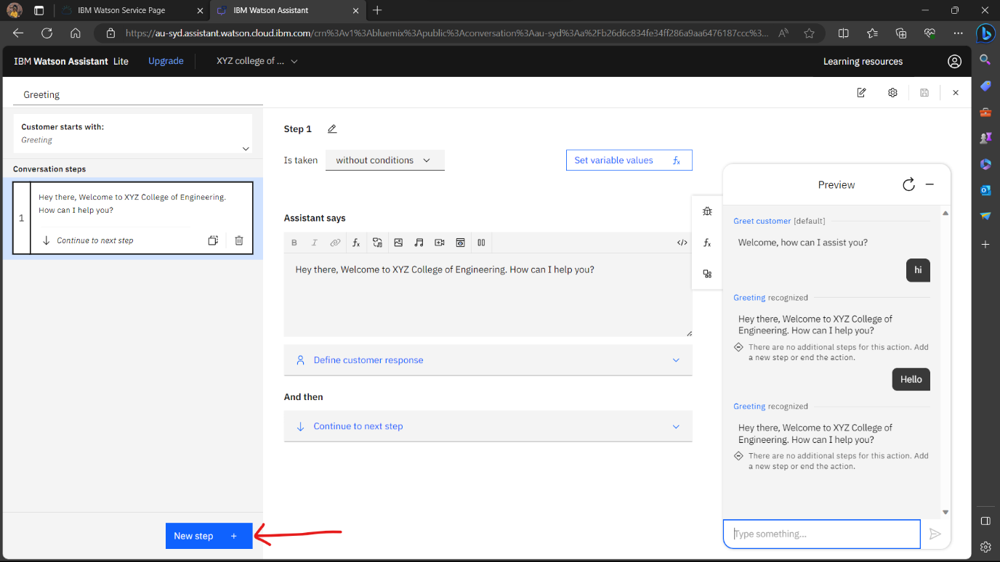 IBM Watson Service Page
IBM Watson Assistant
https://au-syd.assistant.watson.cloud.ibm.com/crn%3Av1%3Abluemix%3Apublic%3Aconversation%3Aau-syd%3Aa%2Fb26d6c834fe34ff286a9aa6476187ccc%3...
IBM Watson Assistant Lite
Upgrade
XYZ college of ...
Learning resources
Greeting
Customer starts with:
Greeting
Conversation steps
1
Hey there, Welcome to XYZ College of Engineering.
How can I help you?
Continue to next step
New step +
Step 1
Is taken
without conditions
Set variable values fx
Assistant says
B I fx </>
Hey there, Welcome to XYZ College of Engineering. How can I help you?
Define customer response
And then
Continue to next step
fx
Preview
Greet customer [default]
Welcome, how can I assist you?
hi
Greeting recognized
Hey there, Welcome to XYZ College of
Engineering. How can I help you?
There are no additional steps for this action. Add
a new step or end the action.
Hello
Greeting recognized
Hey there, Welcome to XYZ College of
Engineering. How can I help you?
There are no additional steps for this action. Add
a new step or end the action.
Type something...